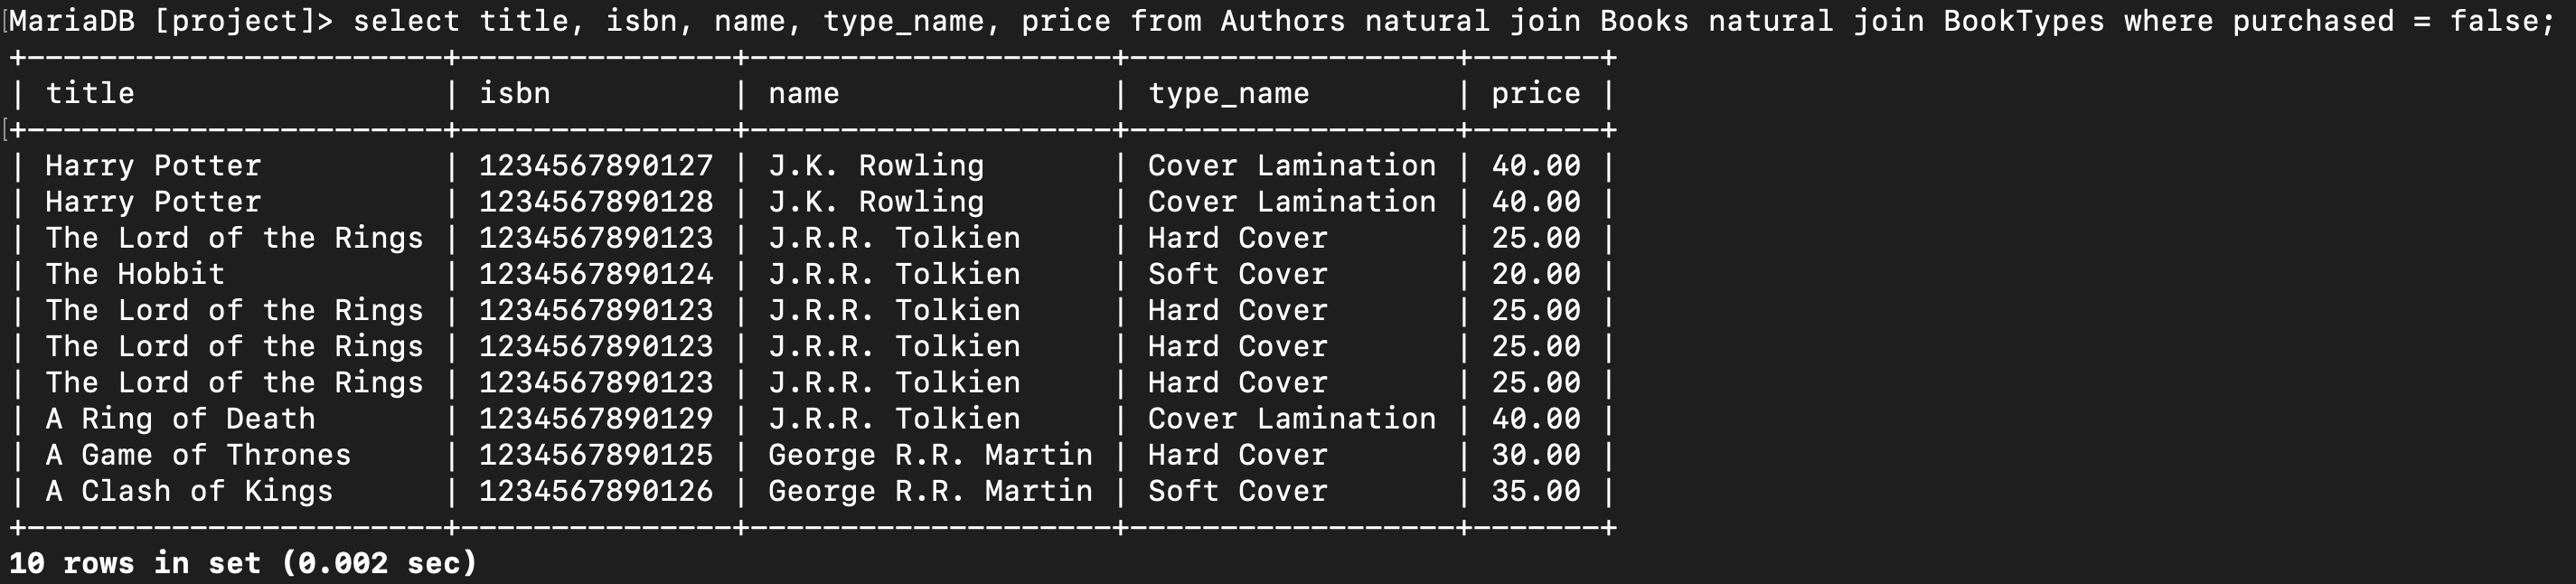 MariaDB [project]> select title, isbn, name, type_name, price from Authors natural join Books natural join BookTypes where purchased = false;
+-----------------------+---------------+--------------------+------------------+-------+
| title                 | isbn          | name               | type_name        | price |
+-----------------------+---------------+--------------------+------------------+-------+
| Harry Potter          | 1234567890127 | J.K. Rowling       | Cover Lamination | 40.00 |
| Harry Potter          | 1234567890128 | J.K. Rowling       | Cover Lamination | 40.00 |
| The Lord of the Rings | 1234567890123 | J.R.R. Tolkien     | Hard Cover       | 25.00 |
| The Hobbit            | 1234567890124 | J.R.R. Tolkien     | Soft Cover       | 20.00 |
| The Lord of the Rings | 1234567890123 | J.R.R. Tolkien     | Hard Cover       | 25.00 |
| The Lord of the Rings | 1234567890123 | J.R.R. Tolkien     | Hard Cover       | 25.00 |
| The Lord of the Rings | 1234567890123 | J.R.R. Tolkien     | Hard Cover       | 25.00 |
| A Ring of Death       | 1234567890129 | J.R.R. Tolkien     | Cover Lamination | 40.00 |
| A Game of Thrones     | 1234567890125 | George R.R. Martin | Hard Cover       | 30.00 |
| A Clash of Kings      | 1234567890126 | George R.R. Martin | Soft Cover       | 35.00 |
+-----------------------+---------------+--------------------+------------------+-------+
10 rows in set (0.002 sec)